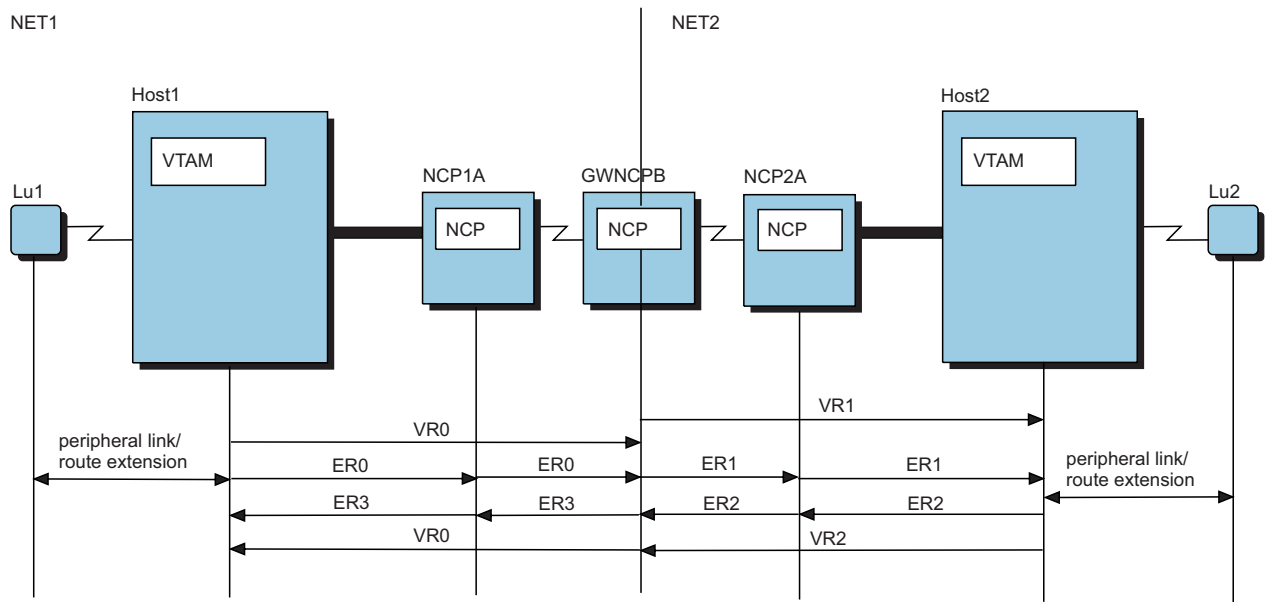 NET1
NET2
Host1
Host2
VTAM
VTAM
Lu1
NCP1A
GWNCPB
NCP2A
Lu2
NCP
NCP
NCP
VR1
VR0
peripheral link/
route extension
ER0
ER0
ER1
ER1
peripheral link/
route extension
ER3
ER3
ER2
ER2
VR0
VR2